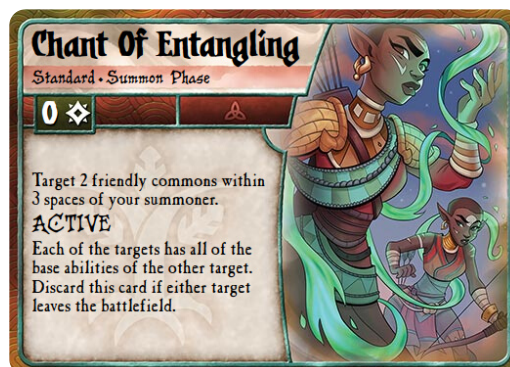 Chant Of Entangling
Standard • Summon Phase
0
Target 2 friendly commons within
3 spaces of your summoner.
ACTIVE
Each of the targets has all of the
base abilities of the other target.
Discard this card if either target
leaves the battlefield.